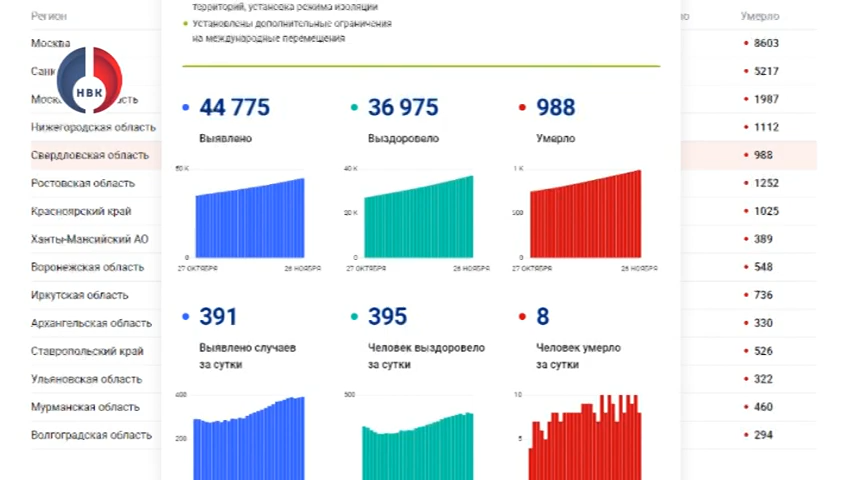 Регион
Умерло
территорий, установка режима изоляции
Установлены дополнительные ограничения
на международные перемещения
Москва 8603
Санк 5217
Моск сть 1987
НВК
Нижегородская область 1112
Свердловская область 988
Ростовская область 1252
Красноярский край 1025
Ханты-Мансийский АО 389
Воронежская область 548
Иркутская область 736
Архангельская область 330
Ставропольский край 526
Ульяновская область 322
Мурманская область 460
Волгоградская область 294
44 775 36 975 988
Выявлено Выздоровело Умерло
50 K 40 K 1 K
20 K 500
0 0 0
27 ОКТЯБРЯ 26 НОЯБРЯ 27 ОКТЯБРЯ 26 НОЯБРЯ 27 ОКТЯБРЯ 26 НОЯБРЯ
391 395 8
Выявлено случаев Человек выздоровело Человек умерло
за сутки за сутки за сутки
400 500 10
200 5